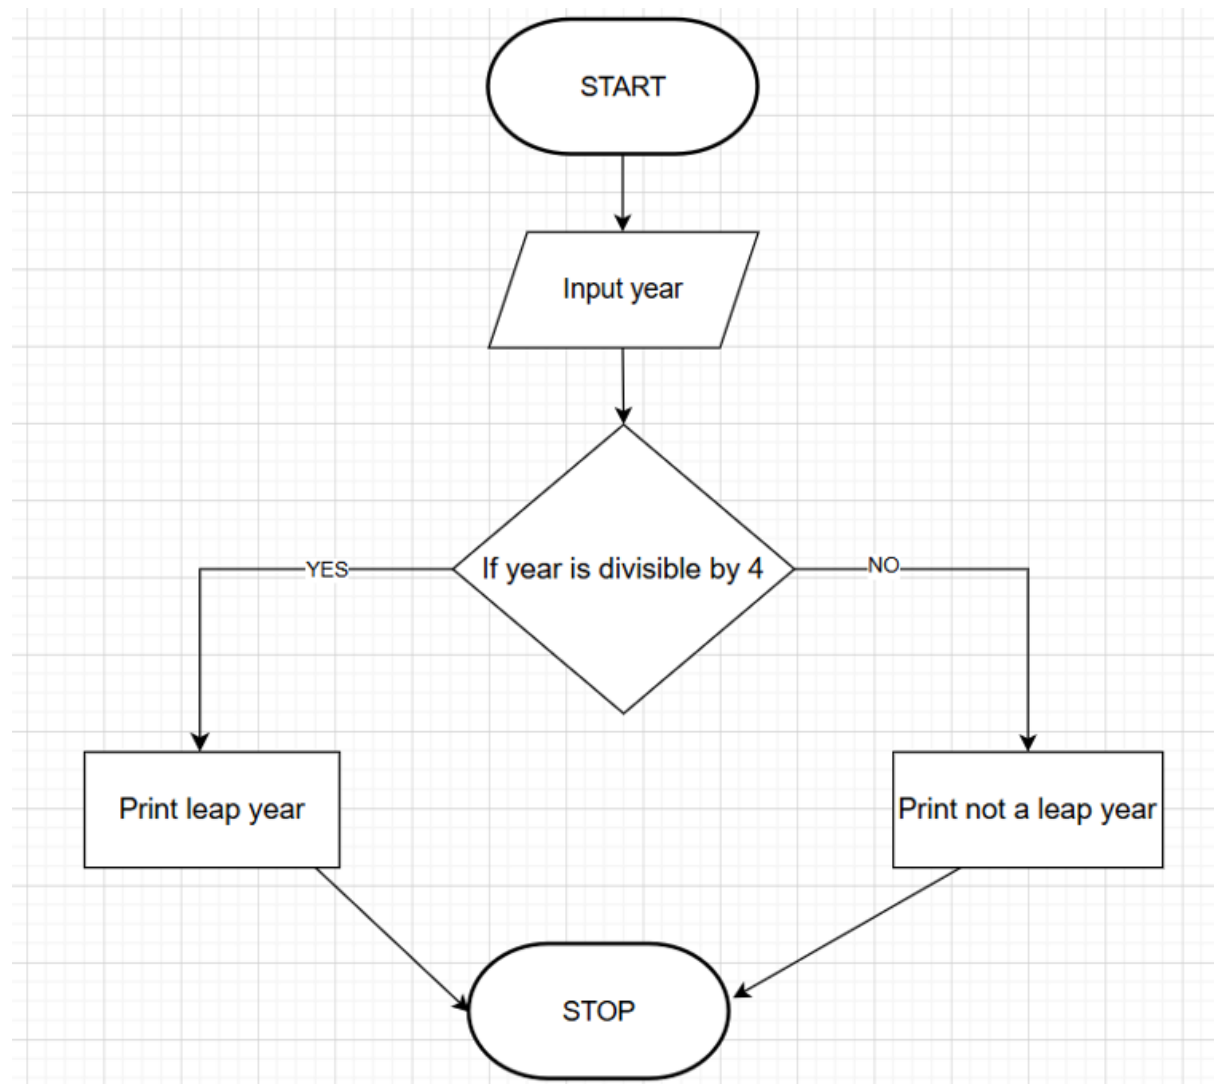 START
Input year
If year is divisible by 4
YES
NO
Print leap year
Print not a leap year
STOP